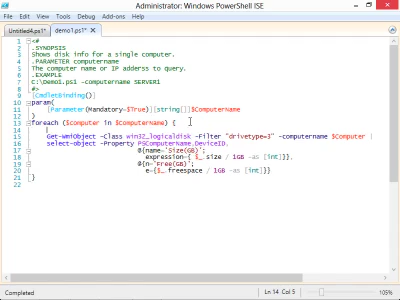 Administrator: Windows PowerShell ISE
File Edit View Tools Debug Add-ons Help
Untitled4.ps1* demo1.ps1* X
1 <#
2 .SYNOPSIS
3 Shows disk info for a single computer.
4 .PARAMETER computername
5 The computer name or IP adderss to query.
6 .EXAMPLE
7 C:\Demo1.ps1 -computername SERVER1
8 #>
9 [CmdletBinding()]
10 param(
11 [Parameter(Mandatory=$True)][string[]]$ComputerName
12 )
13 foreach ($Computer in $ComputerName) {
14
15 Get-WmiObject -Class win32_logicaldisk -Filter "drivetype=3" -computername $Computer |
16 select-object -Property PSComputerName,DeviceID,
17 @{name='Size(GB)';
18 expression={ $_.size / 1GB -as [int]}},
19 @{n='Free(GB)';
20 e={$_.freespace / 1GB -as [int]}}
21 }
22
Completed Ln 14 Col 5 105%